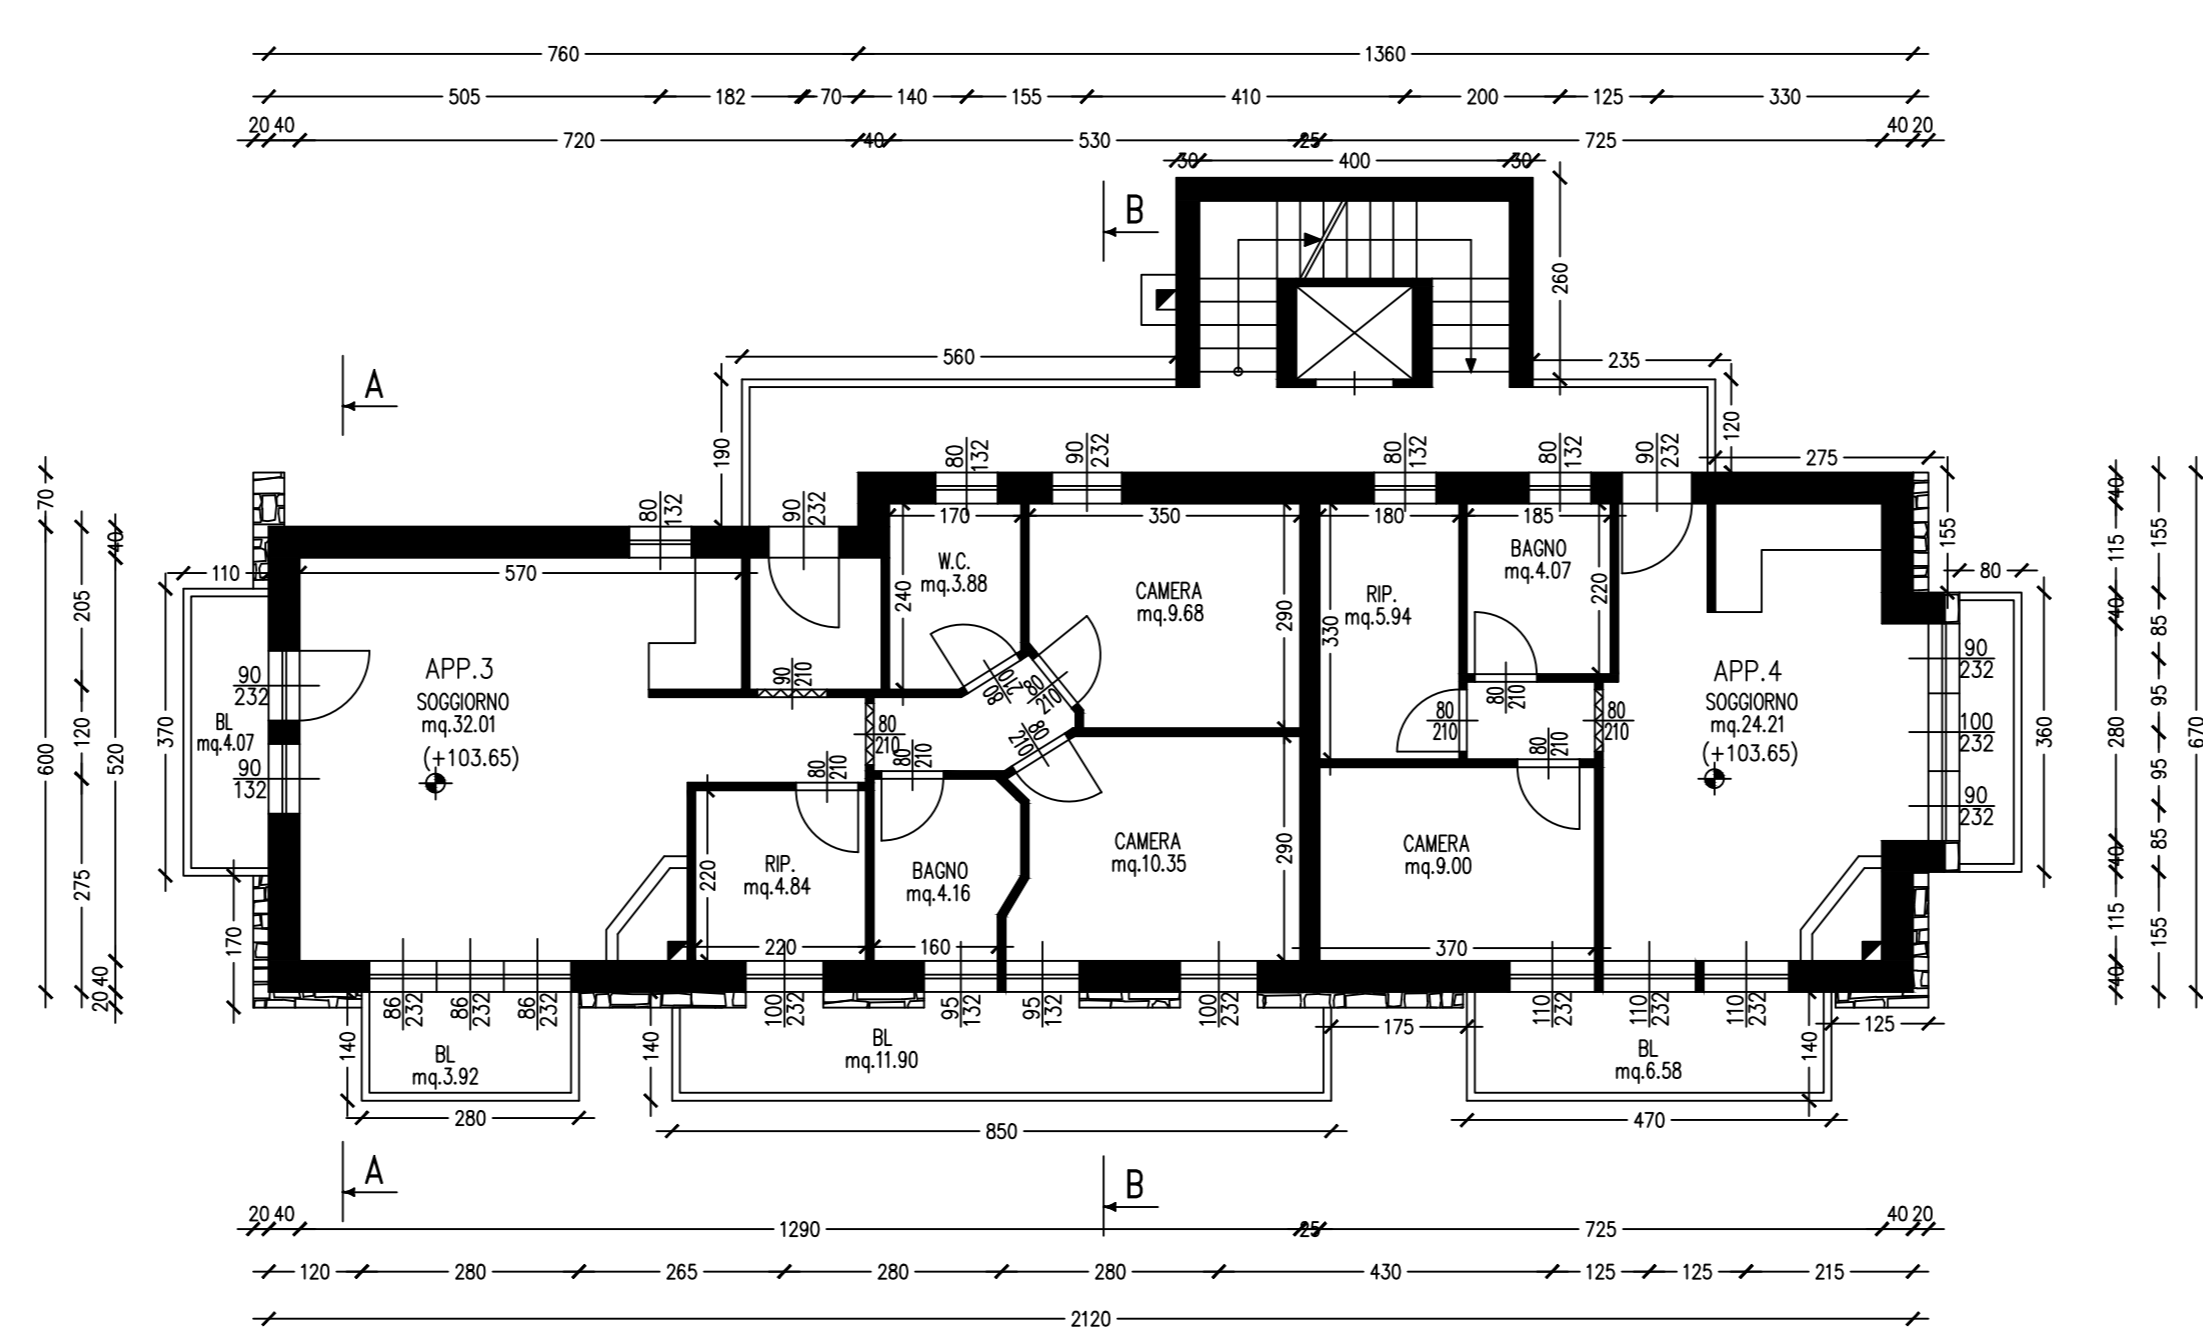 760 1360
505 182 70 140 155 410 200 125 330
20 40 720 40 530 25 725 40 20
30 400 30
B
260
560 235
A
190 120
275
80 132 90 232 80 132 90 232 80 132 80 132 90 232
170 350 180 185
110 570
W.C.
mq.3.88
240
CAMERA
mq.9.68
290
RIP.
mq.5.94
330
BAGNO
mq.4.07
220
155
80
APP.3
SOGGIORNO
mq.32.01
(+103.65)
APP.4
SOGGIORNO
mq.24.21
(+103.65)
90
232
90
132
BL
mq.4.07
370
170
90 210
80 210
80 210
80 210
80
210
80 210
80 210
80
210
80 210
80
210
80 210
90
232
100
232
90
232
360
RIP.
mq.4.84
220
220
BAGNO
mq.4.16
160
CAMERA
mq.10.35
290
CAMERA
mq.9.00
370
70
600
205
120
275
40
520
40
20
40
115
40
280
40
115
40
155
85
95
95
85
155
670
86 232 86 232 86 232 100 232 95 132 95 132 100 232 110 232 110 232 110 232
175 125
140
BL
mq.3.92
140
BL
mq.11.90
BL
mq.6.58
140
280
850
470
A
B
20 40 1290 25 725 40 20
120 280 265 280 280 430 125 125 215
2120